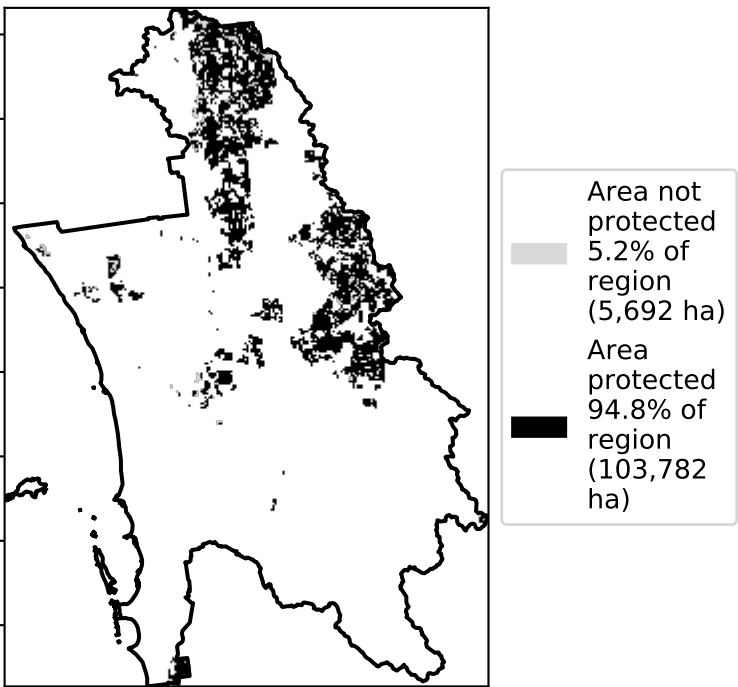 Area not
protected
5.2% of
region
(5,692 ha)
Area
protected
94.8% of
region
(103,782
ha)